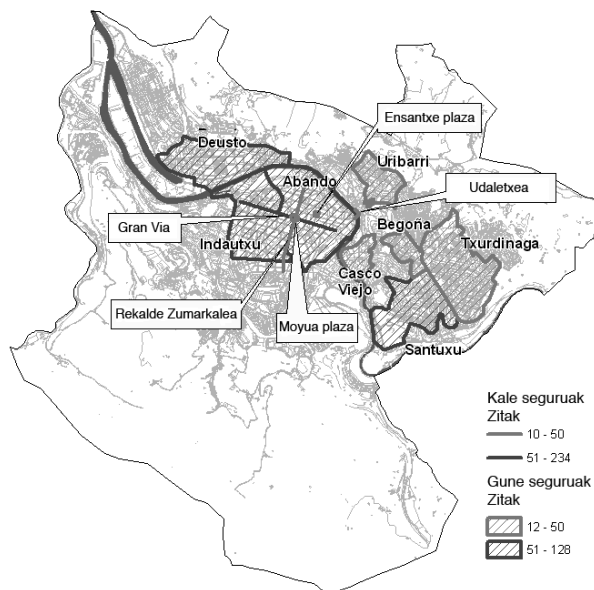 Ensantxe plaza
Deusto
Uribarri
Abando
Udaletxea
Gran Via
Begoña
Indautxu
Txurdinaga
Casco
Viejo
Rekalde Zumarkalea
Moyua plaza
Santuxu
Kale seguruak
Zitak
10 - 50
51 - 234
Gune seguruak
Zitak
12 - 50
51 - 128